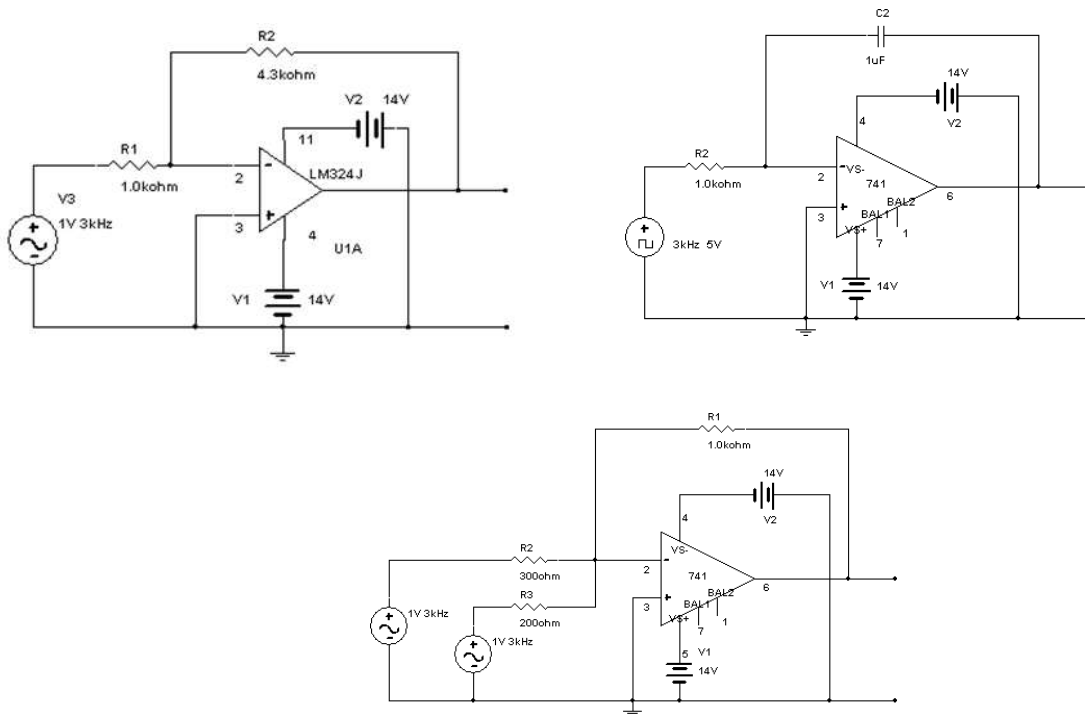 R2
4.3kohm
V2 14V
11
R1
1.0kohm
2
LM324J
V3
1V 3kHz
3
4
U1A
V1 14V
C2
1uF
14V
V2
4
R2
1.0kohm
2
VS-
741
6
3
BAL2
BAL1
VS+
7
1
3kHz 5V
V1 14V
R1
1.0kohm
14V
V2
4
R2
300ohm
2
VS-
741
6
R3
200ohm
3
BAL2
BAL1
VS+
7
1
1V 3kHz
1V 3kHz
5 V1
14V